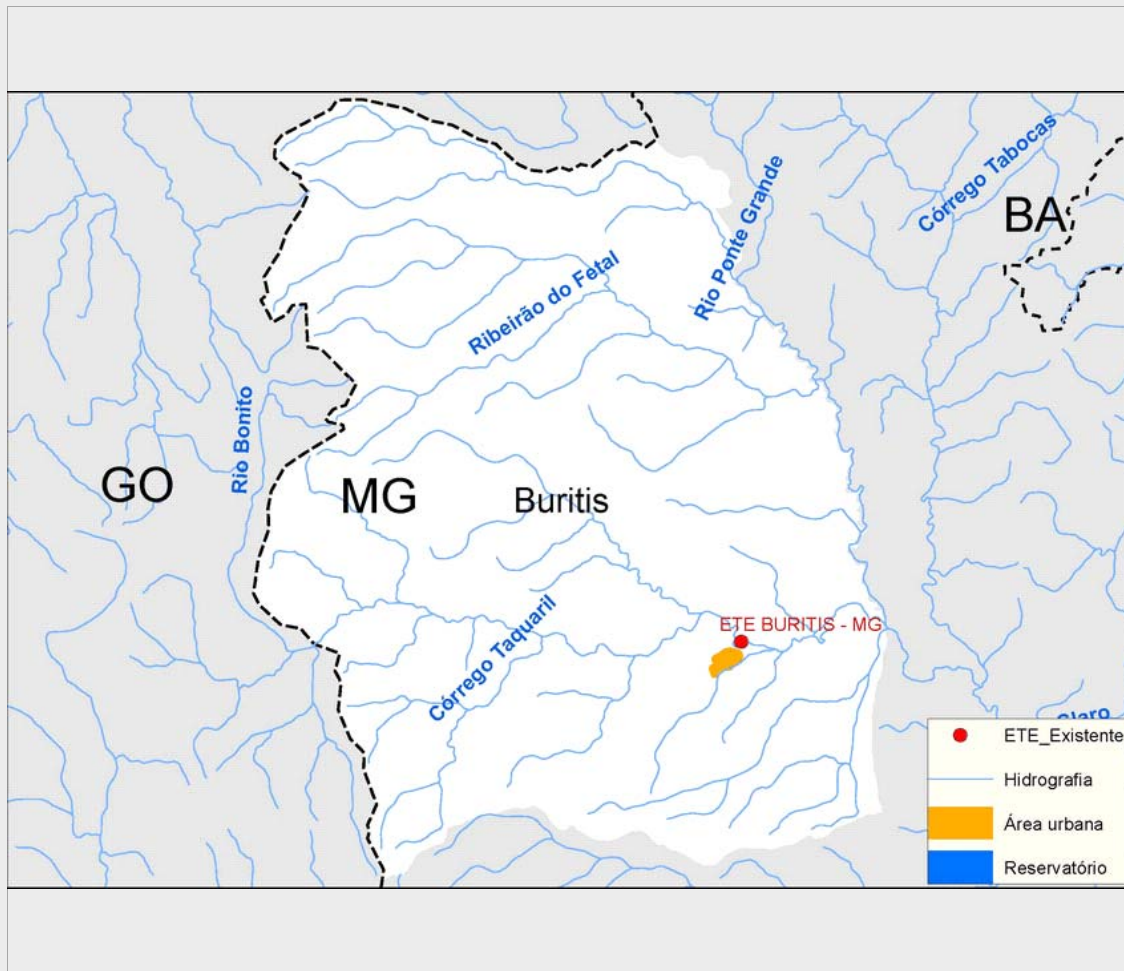 Córrego Tabocas
BA
Rio Ponte Grande
Ribeirão do Fetal
Rio Bonito
GO
MG
Buritis
Córrego Taquaril
ETE BURITIS - MG
Claro
ETE_Existente
Hidrografia
Área urbana
Reservatório